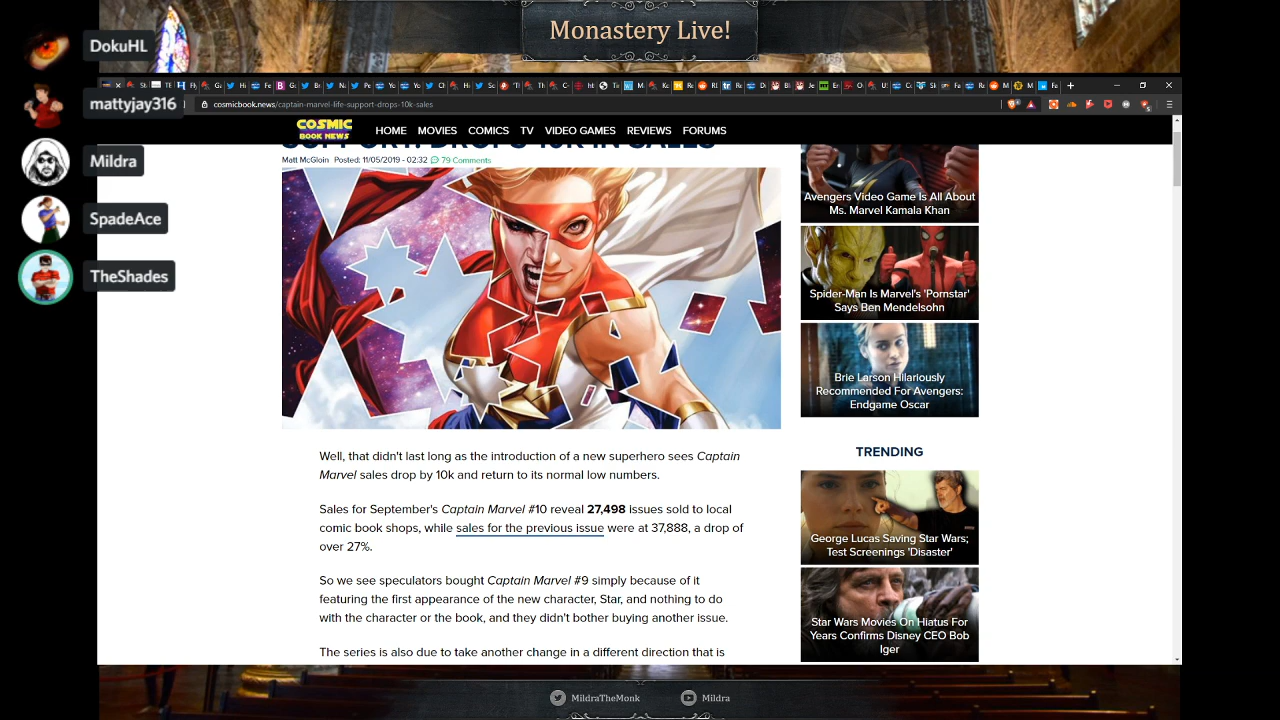 Monastery Live!
DokuHL
mattyjay316
Mildra
SpadeAce
TheShades
cosmicbook.news/captain-marvel-life-support-drops-10k-sales
COSMIC
BOOK NEWS
HOME MOVIES COMICS TV VIDEO GAMES REVIEWS FORUMS
SUPPORT: DROPS 10K IN SALES
Matt McGloin Posted: 11/05/2019 - 02:32 79 Comments
Well, that didn't last long as the introduction of a new superhero sees Captain
Marvel sales drop by 10k and return to its normal low numbers.
Sales for September's Captain Marvel #10 reveal 27,498 issues sold to local
comic book shops, while sales for the previous issue were at 37,888, a drop of
over 27%.
So we see speculators bought Captain Marvel #9 simply because of it
featuring the first appearance of the new character, Star, and nothing to do
with the character or the book, and they didn't bother buying another issue.
The series is also due to take another change in a different direction that is
Avengers Video Game Is All About
Ms. Marvel Kamala Khan
Spider-Man Is Marvel's 'Pornstar'
Says Ben Mendelsohn
Brie Larson Hilariously
Recommended For Avengers:
Endgame Oscar
TRENDING
George Lucas Saving Star Wars;
Test Screenings 'Disaster'
Star Wars Movies On Hiatus For
Years Confirms Disney CEO Bob
Iger
MildraTheMonk
Mildra